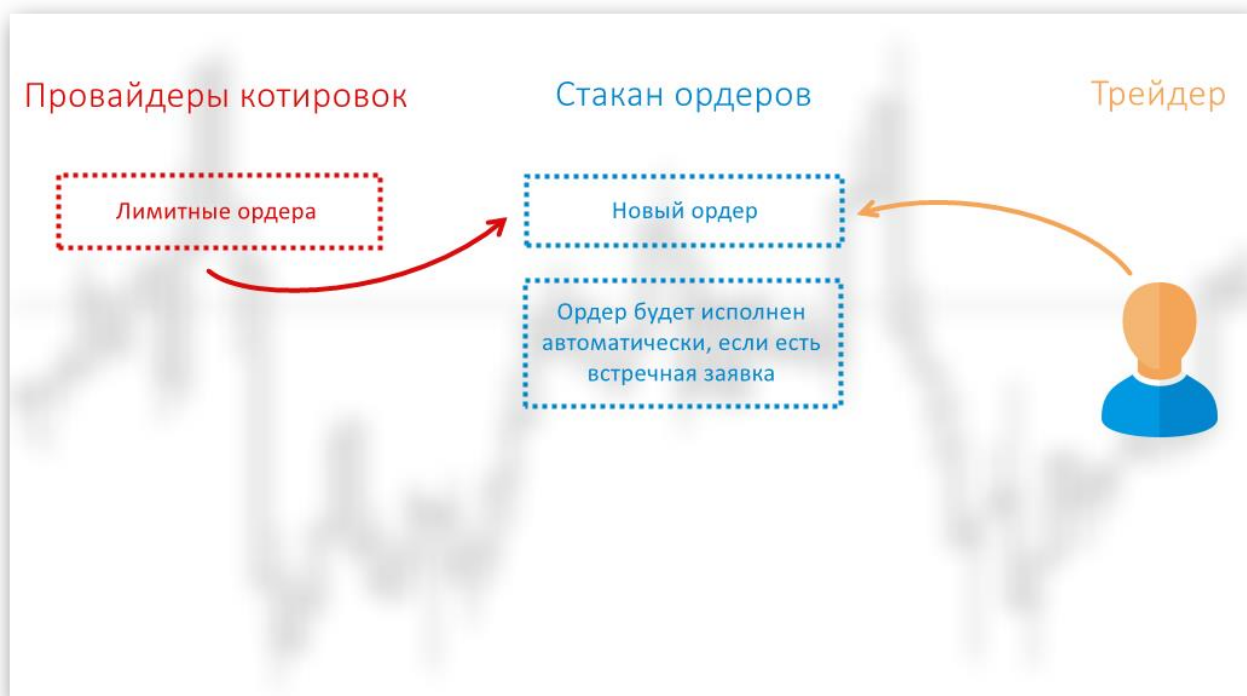 Провайдеры котировок
Стакан ордеров
Трейдер
Лимитные ордера
Новый ордер
Ордер будет исполнен
автоматически, если есть
встречная заявка